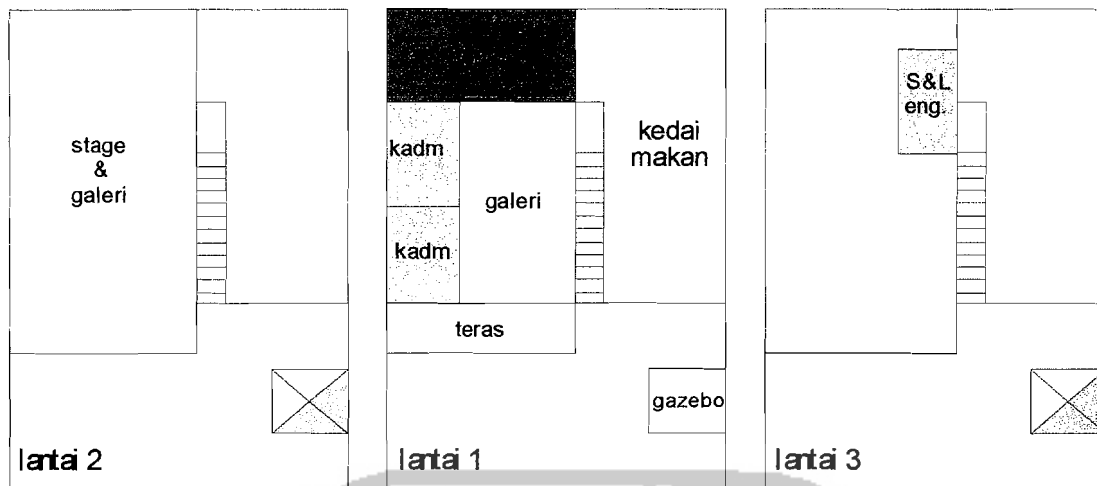 stage
&
galeri
lantai 2
kadm
kadm
galeri
kedai
makan
teras
gazebo
lantai 1
S&L
eng.
lantai 3